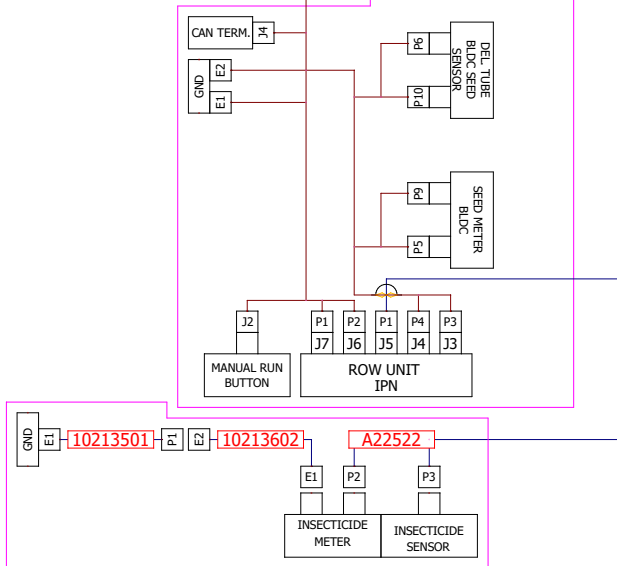 CAN TERM.
J4
GND
E2
E1
P6
P10
DEL TUBE
BLDC SEED
SENSOR
P9
P5
SEED METER
BLDC
J2
P1
P2
P1
P4
P3
J7
J6
J5
J4
J3
MANUAL RUN
BUTTON
ROW UNIT
IPN
GND
E1
10213501
P1
E2
10213602
A22522
E1
P2
P3
INSECTICIDE
METER
INSECTICIDE
SENSOR